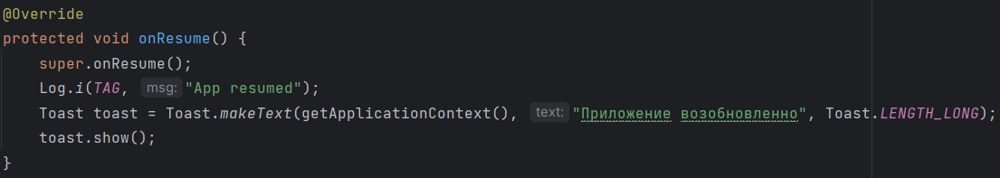 @Override
protected void onResume() {
super.onResume();
Log.i(TAG, msg: "App resumed");
Toast toast = Toast.makeText(getApplicationContext(), text: "Приложение возобновленно", Toast.LENGTH_LONG);
toast.show();
}